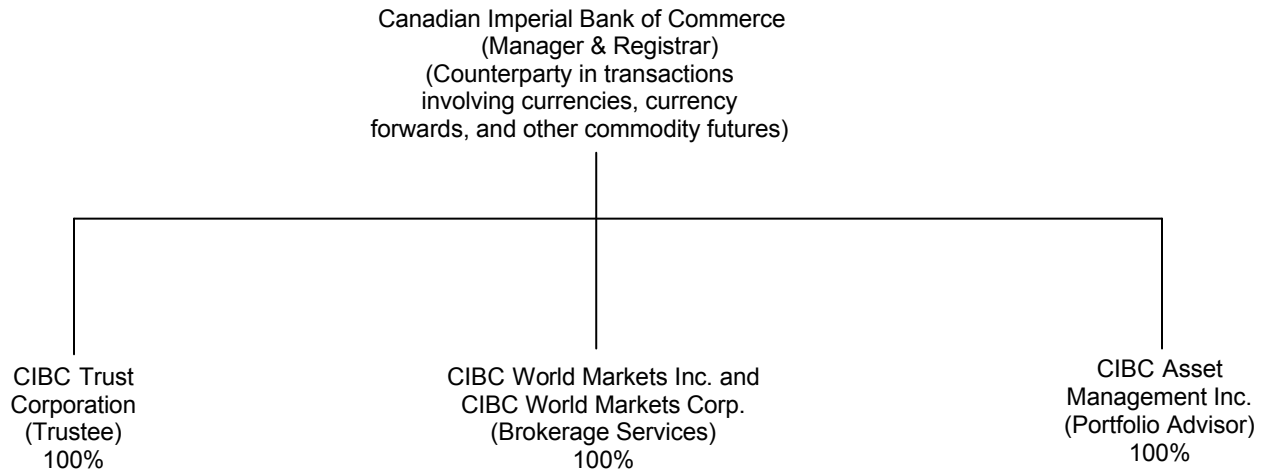 Canadian Imperial Bank of Commerce
(Manager & Registrar)
(Counterparty in transactions
involving currencies, currency
forwards, and other commodity futures)
CIBC Trust
Corporation
(Trustee)
100%
CIBC World Markets Inc. and
CIBC World Markets Corp.
(Brokerage Services)
100%
CIBC Asset
Management Inc.
(Portfolio Advisor)
100%